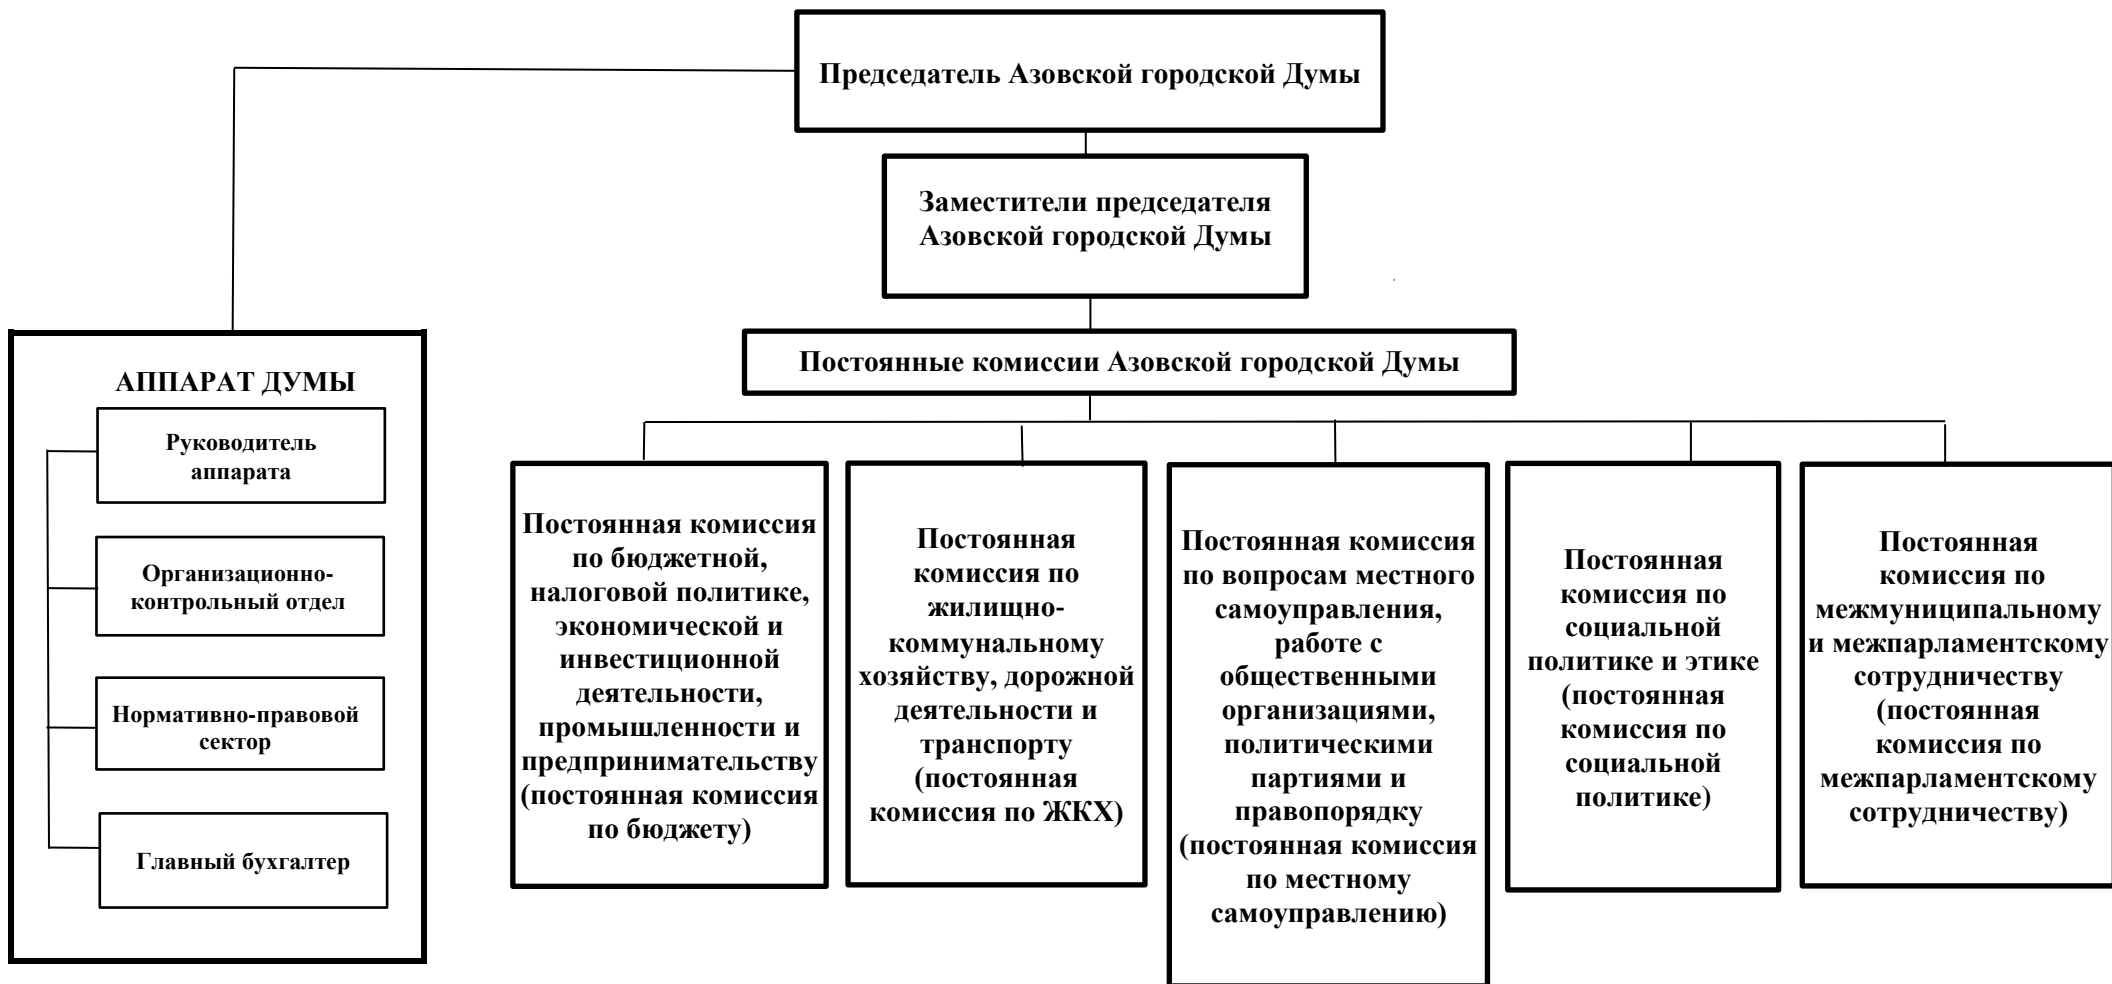 Председатель Азовской городской Думы
Заместители председателя
Азовской городской Думы
Постоянные комиссии Азовской городской Думы
АППАРАТ ДУМЫ
Руководитель
аппарата
Организационно-
контрольный отдел
Нормативно-правовой
сектор
Главный бухгалтер
Постоянная комиссия
по бюджетной,
налоговой политике,
экономической и
инвестиционной
деятельности,
промышленности и
предпринимательству
(постоянная комиссия
по бюджету)
Постоянная
комиссия по
жилищно-
коммунальному
хозяйству, дорожной
деятельности и
транспорту
(постоянная
комиссия по ЖКХ)
Постоянная комиссия
по вопросам местного
самоуправления,
работе с
общественными
организациями,
политическими
партиями и
правопорядку
(постоянная комиссия
по местному
самоуправлению)
Постоянная
комиссия по
социальной
политике и этике
(постоянная
комиссия по
социальной
политике)
Постоянная
комиссия по
межмуниципальному
и межпарламентскому
сотрудничеству
(постоянная
комиссия по
межпарламентскому
сотрудничеству)